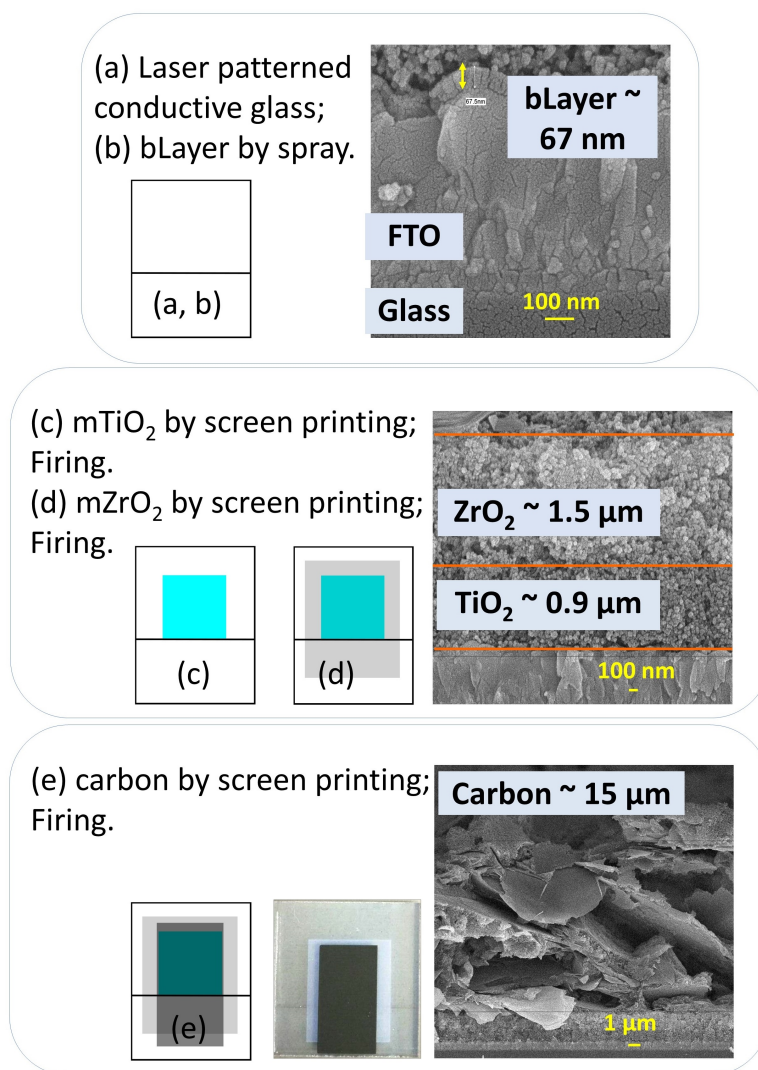 (a) Laser patterned
conductive glass;
(b) bLayer by spray.
(a, b)
67.5nm
bLayer ~
67 nm
FTO
Glass
100 nm
(c) mTiO₂ by screen printing;
Firing.
(d) mZrO₂ by screen printing;
Firing.
(c)
(d)
ZrO₂ ~ 1.5 µm
TiO₂ ~ 0.9 µm
100 nm
(e) carbon by screen printing;
Firing.
(e)
Carbon ~ 15 µm
1 µm